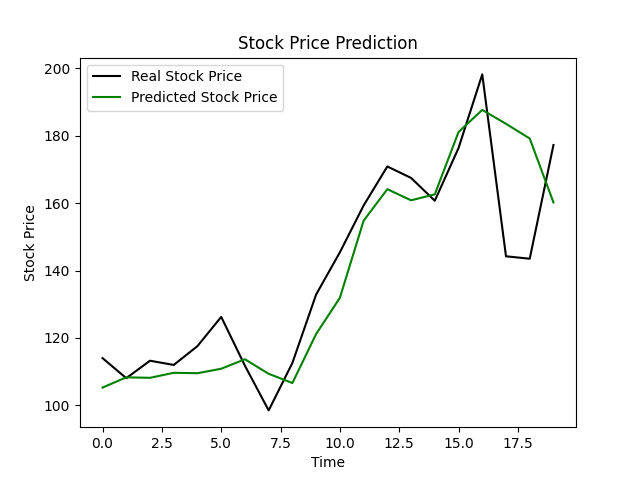 Stock Price Prediction
Real Stock Price
Predicted Stock Price
Stock Price
200
180
160
140
120
100
0.0 2.5 5.0 7.5 10.0 12.5 15.0 17.5
Time